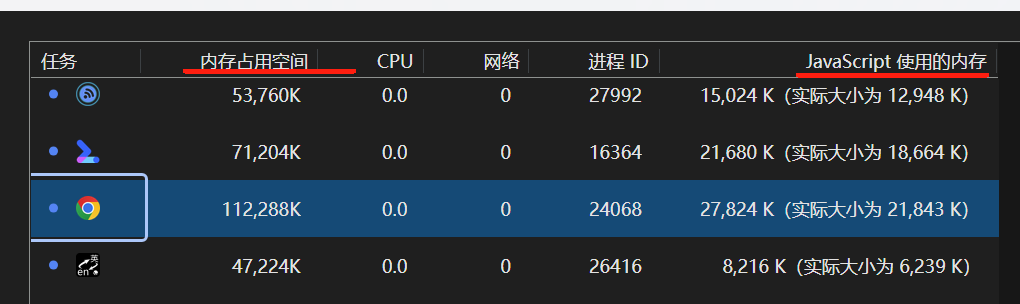 任务 内存占用空间 CPU 网络 进程 ID JavaScript 使用的内存
53,760K 0.0 0 27992 15,024 K (实际大小为 12,948 K)
71,204K 0.0 0 16364 21,680 K (实际大小为 18,664 K)
112,288K 0.0 0 24068 27,824 K (实际大小为 21,843 K)
英 en 47,224K 0.0 0 26416 8,216 K (实际大小为 6,239 K)